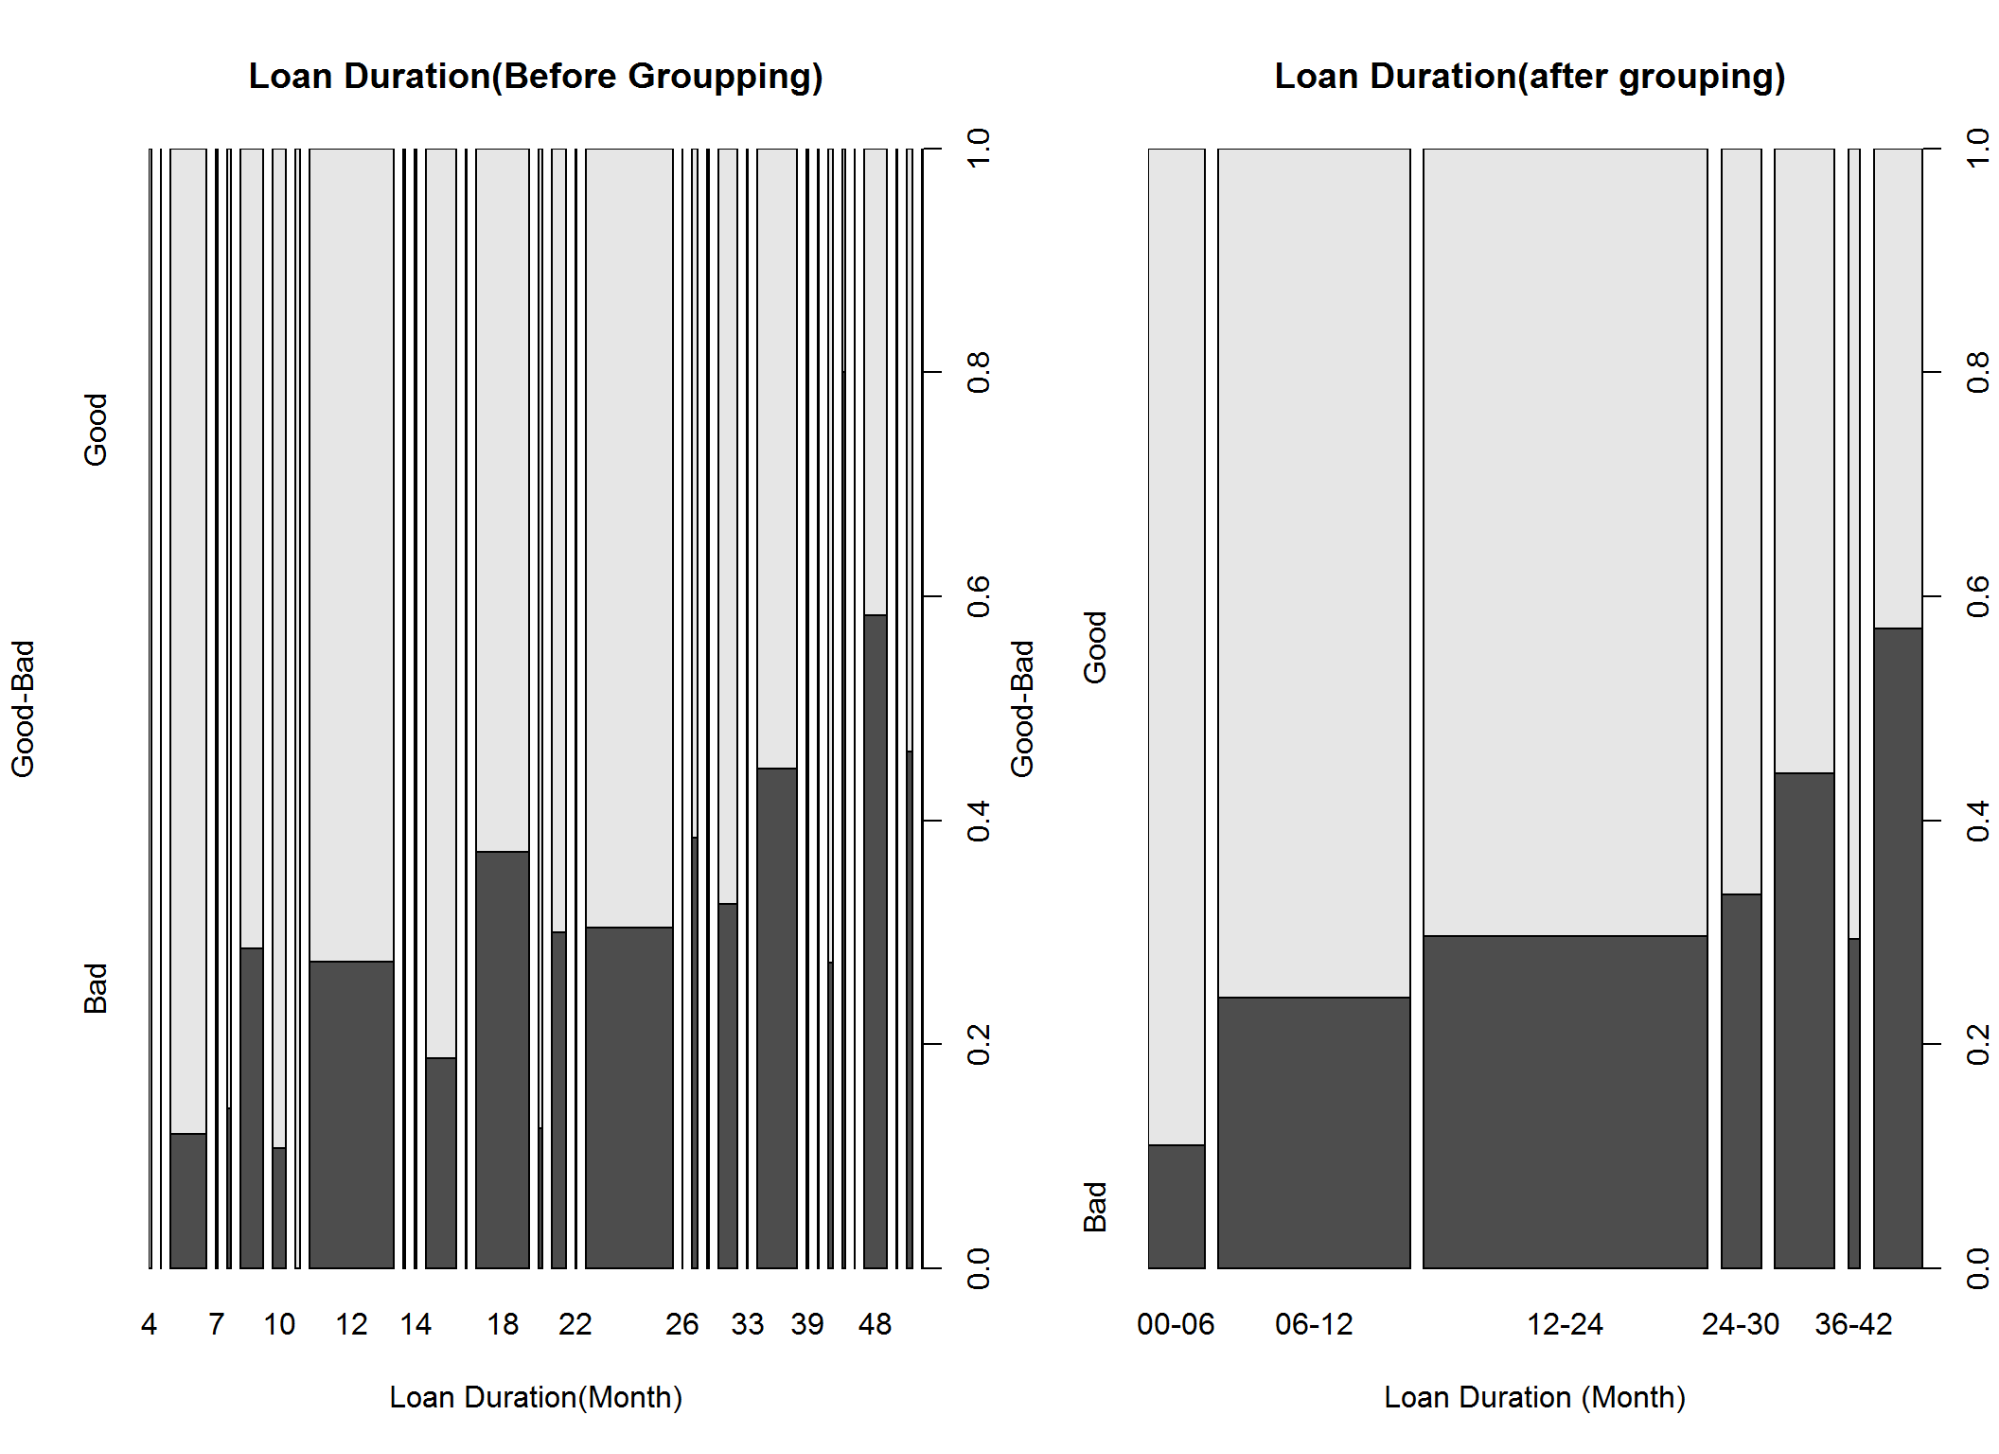 Loan Duration(Before Groupping)
Good-Bad
Good
Bad
1.0
0.8
0.6
0.4
0.2
0.0
4 7 10 12 14 18 22 26 33 39 48
Loan Duration(Month)
Loan Duration(after grouping)
Good-Bad
Good
Bad
1.0
0.8
0.6
0.4
0.2
0.0
00-06 06-12 12-24 24-30 36-42
Loan Duration (Month)